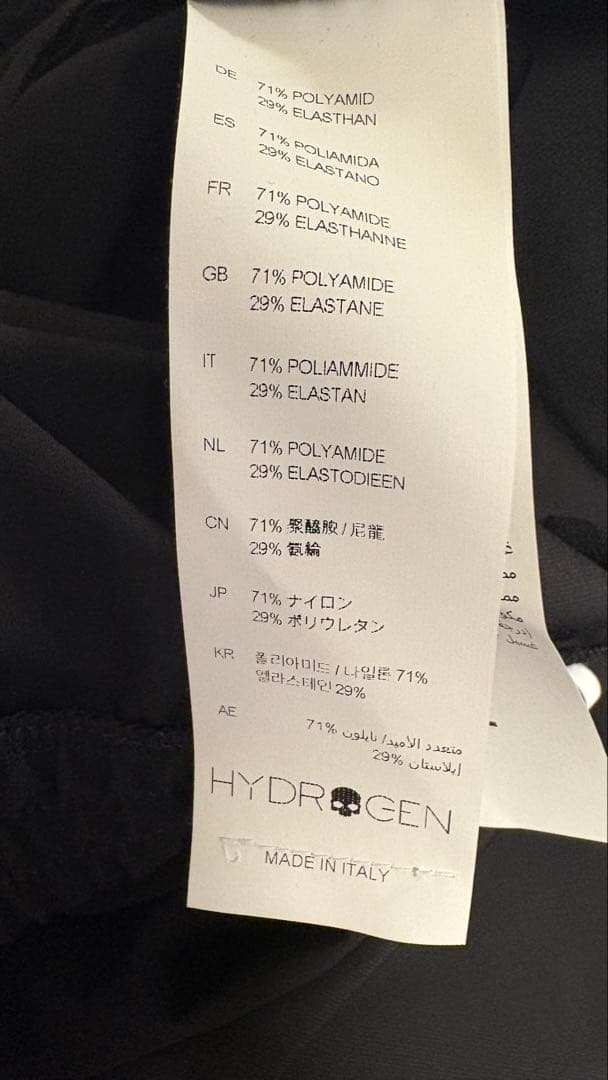 DE 71% POLYAMID
29% ELASTHAN
ES 71% POLIAMIDA
29% ELASTANO
FR 71% POLYAMIDE
29% ELASTHANNE
GB 71% POLYAMIDE
29% ELASTANE
IT 71% POLIAMMIDE
29% ELASTAN
NL 71% POLYAMIDE
29% ELASTODIEEN
CN 71% 聚醯胺 / 尼龍
29% 氨綸
JP 71% ナイロン
29% ポリウレタン
KR 폴리아미드 / 나일론 71%
엘라스테인 29%
AE متعدد الاميد/ نايلون 71%
ايلاستان 29%
HYDROGEN
MADE IN ITALY